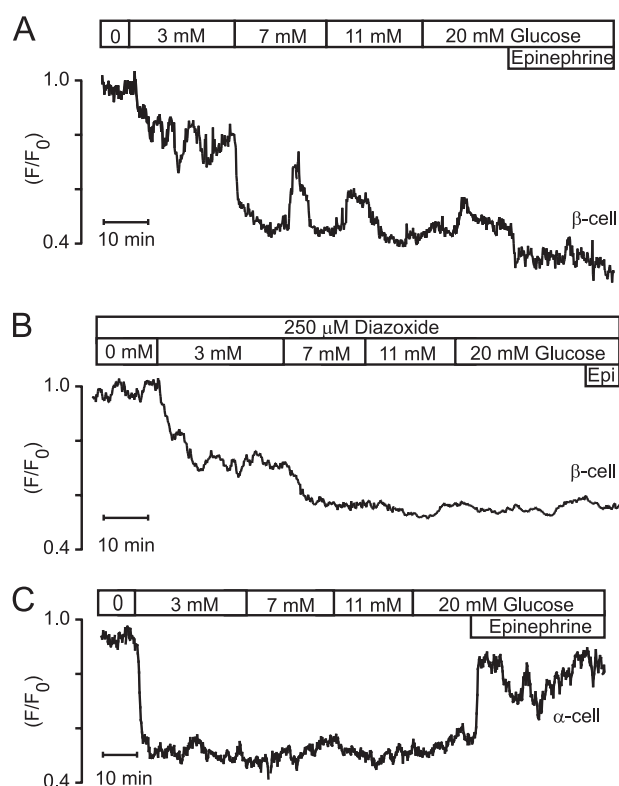 A
0 3 mM 7 mM 11 mM 20 mM Glucose
Epinephrine
1.0
(F/F0)
β-cell
10 min
0.4
B
250 μM Diazoxide
0 mM 3 mM 7 mM 11 mM 20 mM Glucose
Epi
1.0
(F/F0)
β-cell
10 min
0.4
C
0 3 mM 7 mM 11 mM 20 mM Glucose
1.0
Epinephrine
(F/F0)
α-cell
10 min
0.4